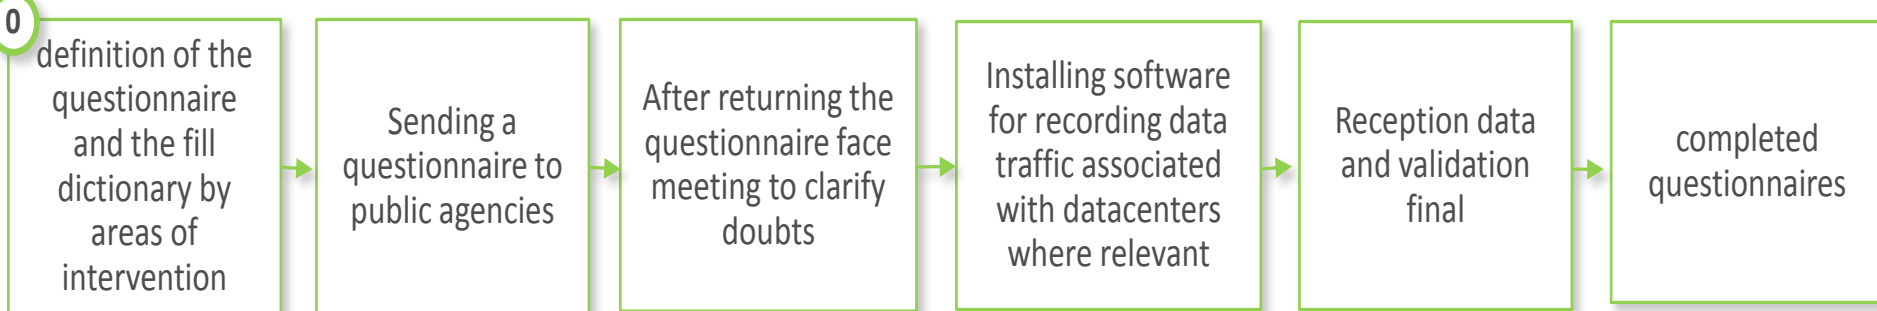 0
definition of the
questionnaire
and the fill
dictionary by
areas of
intervention
Sending a
questionnaire to
public agencies
After returning the
questionnaire face
meeting to clarify
doubts
Installing software
for recording data
traffic associated
with datacenters
where relevant
Reception data
and validation
final
completed
questionnaires